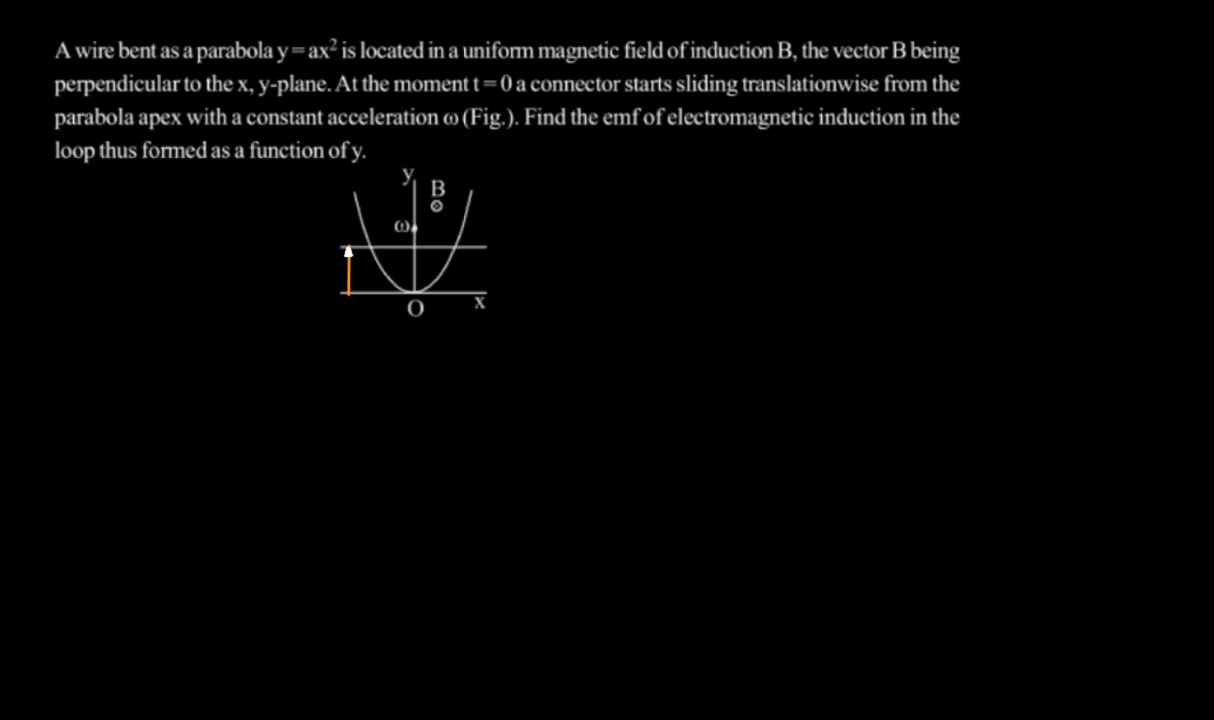 A wire bent as a parabola y = ax² is located in a uniform magnetic field of induction B, the vector B being
perpendicular to the x, y-plane. At the moment t = 0 a connector starts sliding translationwise from the
parabola apex with a constant acceleration ω (Fig.). Find the emf of electromagnetic induction in the
loop thus formed as a function of y.
y
B
ω
O
x